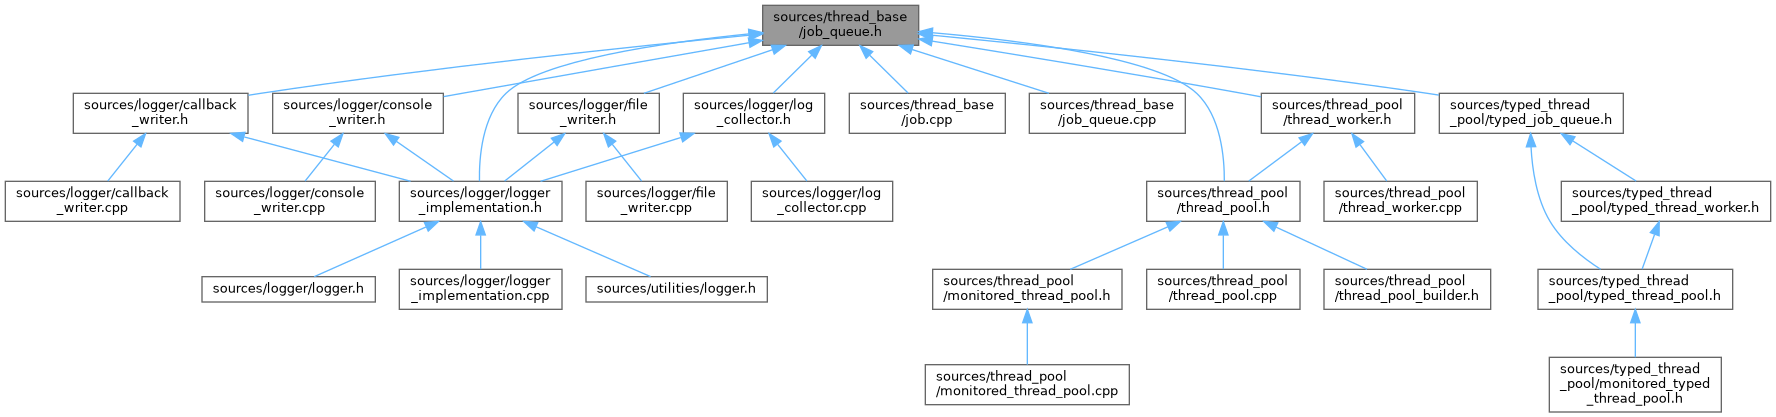 sources/thread_base
/job_queue.h
sources/logger/callback
_writer.h
sources/logger/console
_writer.h
sources/logger/file
_writer.h
sources/logger/log
_collector.h
sources/thread_base
/job.cpp
sources/thread_base
/job_queue.cpp
sources/thread_pool
/thread_worker.h
sources/typed_thread
_pool/typed_job_queue.h
sources/logger/callback
_writer.cpp
sources/logger/console
_writer.cpp
sources/logger/logger
_implementation.h
sources/logger/file
_writer.cpp
sources/logger/log
_collector.cpp
sources/thread_pool
/thread_pool.h
sources/thread_pool
/thread_worker.cpp
sources/typed_thread
_pool/typed_thread_worker.h
sources/logger/logger.h
sources/logger/logger
_implementation.cpp
sources/utilities/logger.h
sources/thread_pool
/monitored_thread_pool.h
sources/thread_pool
/thread_pool.cpp
sources/thread_pool
/thread_pool_builder.h
sources/typed_thread
_pool/typed_thread_pool.h
sources/thread_pool
/monitored_thread_pool.cpp
sources/typed_thread
_pool/monitored_typed
_thread_pool.h